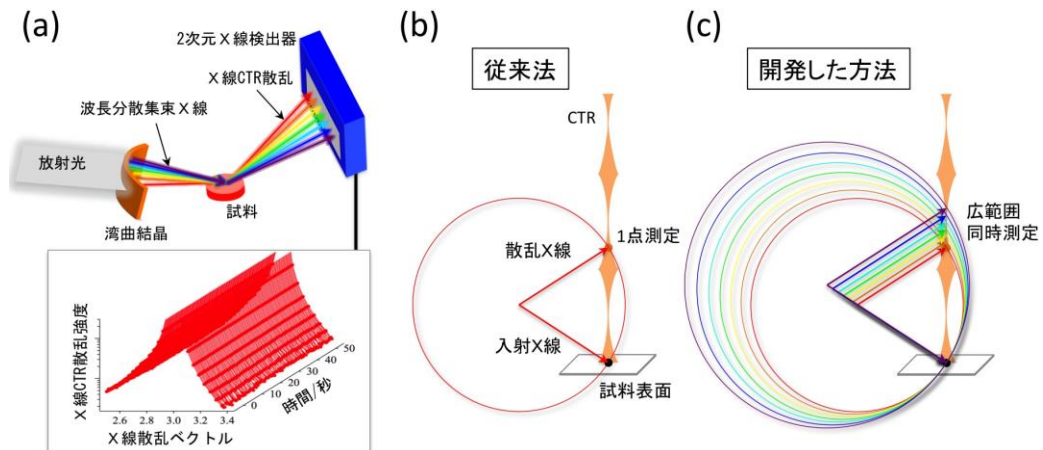 (a)
2次元X線検出器
X線CTR散乱
波長分散集束X線
放射光
試料
湾曲結晶
X線CTR散乱強度
2.6 2.8 3.0 3.2 3.4
X線散乱ベクトル
0 10 20 30 40 50
時間/秒
(b)
従来法
CTR
1点測定
散乱X線
入射X線
試料表面
(c)
開発した方法
広範囲
同時測定